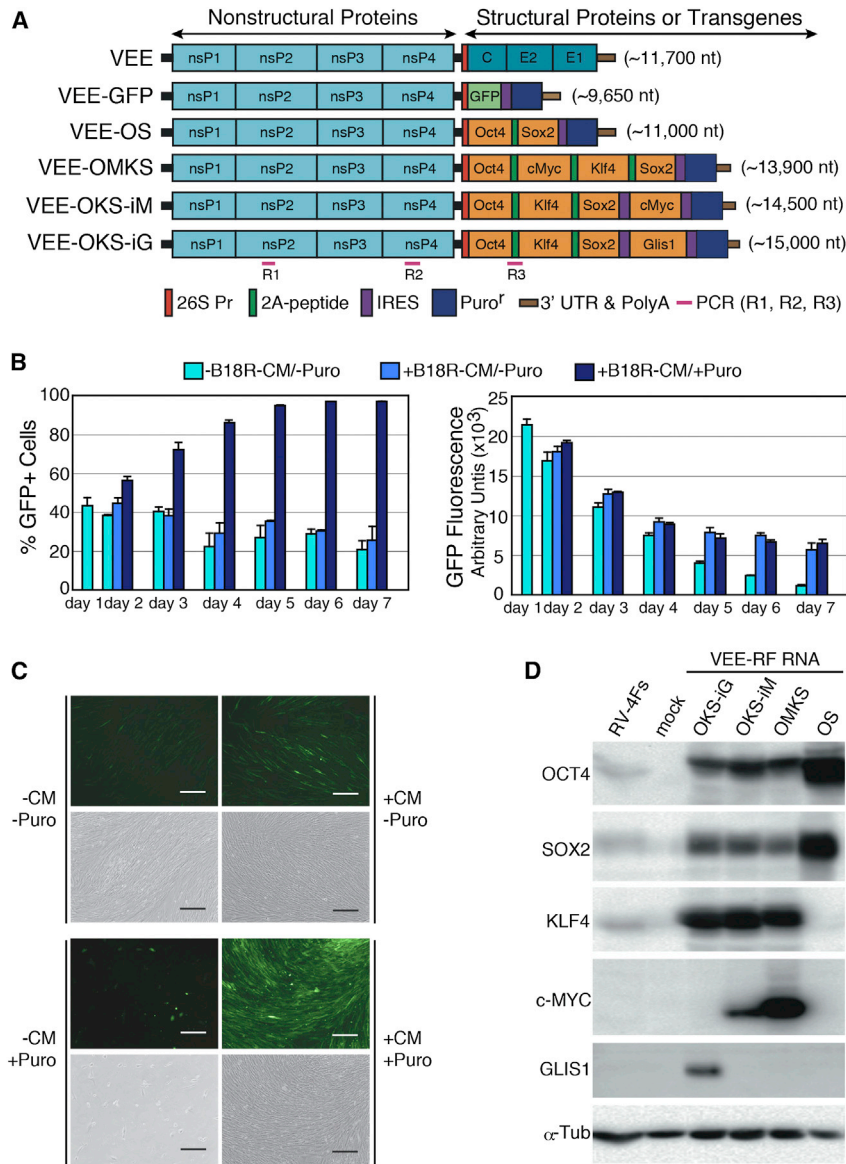 A
Nonstructural Proteins
Structural Proteins or Transgenes
VEE nsP1 nsP2 nsP3 nsP4 C E2 E1 (~11,700 nt)
VEE-GFP nsP1 nsP2 nsP3 nsP4 GFP (~9,650 nt)
VEE-OS nsP1 nsP2 nsP3 nsP4 Oct4 Sox2 (~11,000 nt)
VEE-OMKS nsP1 nsP2 nsP3 nsP4 Oct4 cMyc Klf4 Sox2 (~13,900 nt)
VEE-OKS-iM nsP1 nsP2 nsP3 nsP4 Oct4 Klf4 Sox2 cMyc (~14,500 nt)
VEE-OKS-iG nsP1 nsP2 nsP3 nsP4 Oct4 Klf4 Sox2 Glis1 (~15,000 nt)
R1 R2 R3
26S Pr 2A-peptide IRES Puroʳ 3' UTR & PolyA PCR (R1, R2, R3)
B
-B18R-CM/-Puro +B18R-CM/-Puro +B18R-CM/+Puro
% GFP+ Cells
100
80
60
40
20
0
day 1 day 2 day 3 day 4 day 5 day 6 day 7
GFP Fluorescence
Arbitrary Untis (x10³)
25
20
15
10
5
0
day 1 day 2 day 3 day 4 day 5 day 6 day 7
C
-CM
-Puro
+CM
-Puro
-CM
+Puro
+CM
+Puro
D
VEE-RF RNA
RV-4Fs mock OKS-iG OKS-iM OMKS OS
OCT4
SOX2
KLF4
c-MYC
GLIS1
α-Tub